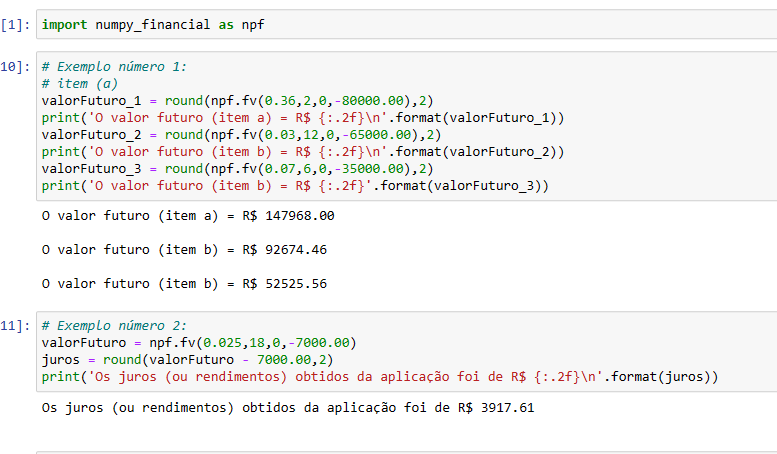 [1]: import numpy_financial as npf
10]: # Exemplo número 1:
# item (a)
valorFuturo_1 = round(npf.fv(0.36,2,0,-80000.00),2)
print('O valor futuro (item a) = R$ {:.2f}\n'.format(valorFuturo_1))
valorFuturo_2 = round(npf.fv(0.03,12,0,-65000.00),2)
print('O valor futuro (item b) = R$ {:.2f}\n'.format(valorFuturo_2))
valorFuturo_3 = round(npf.fv(0.07,6,0,-35000.00),2)
print('O valor futuro (item b) = R$ {:.2f}'.format(valorFuturo_3))
O valor futuro (item a) = R$ 147968.00
O valor futuro (item b) = R$ 92674.46
O valor futuro (item b) = R$ 52525.56
11]: # Exemplo número 2:
valorFuturo = npf.fv(0.025,18,0,-7000.00)
juros = round(valorFuturo - 7000.00,2)
print('Os juros (ou rendimentos) obtidos da aplicação foi de R$ {:.2f}\n'.format(juros))
Os juros (ou rendimentos) obtidos da aplicação foi de R$ 3917.61